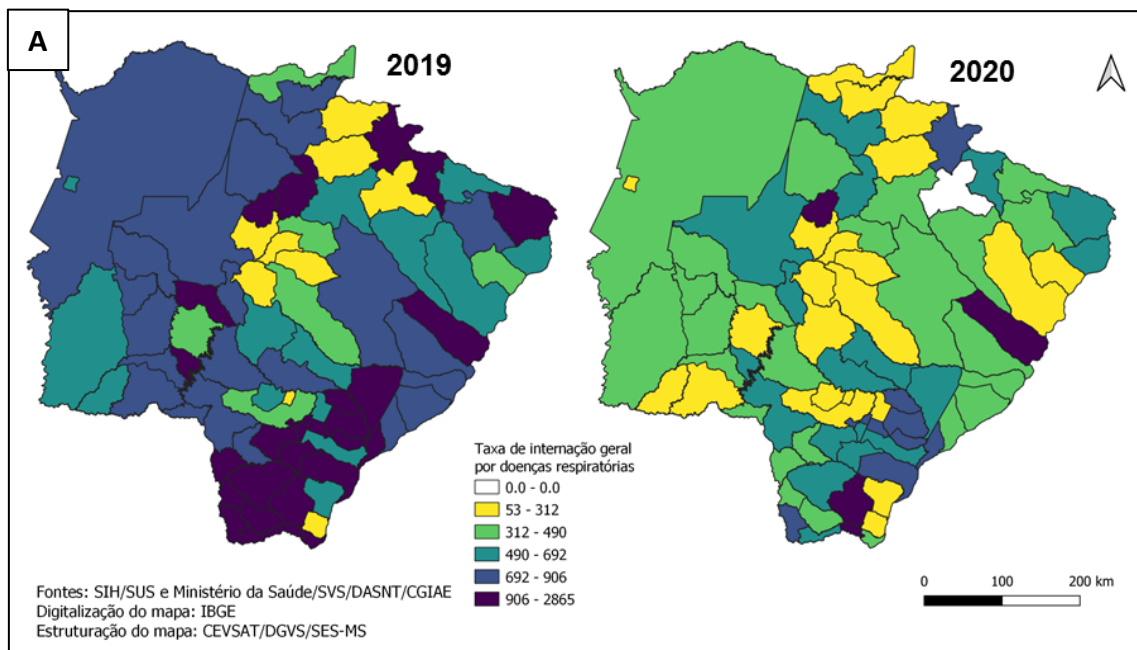 A
2019
2020
Taxa de internação geral
por doenças respiratórias
0.0 - 0.0
53 - 312
312 - 490
490 - 692
692 - 906
906 - 2865
Fontes: SIH/SUS e Ministério da Saúde/SVS/DASNT/CGIAE
Digitalização do mapa: IBGE
Estruturação do mapa: CEVSAT/DGVS/SES-MS
0 100 200 km